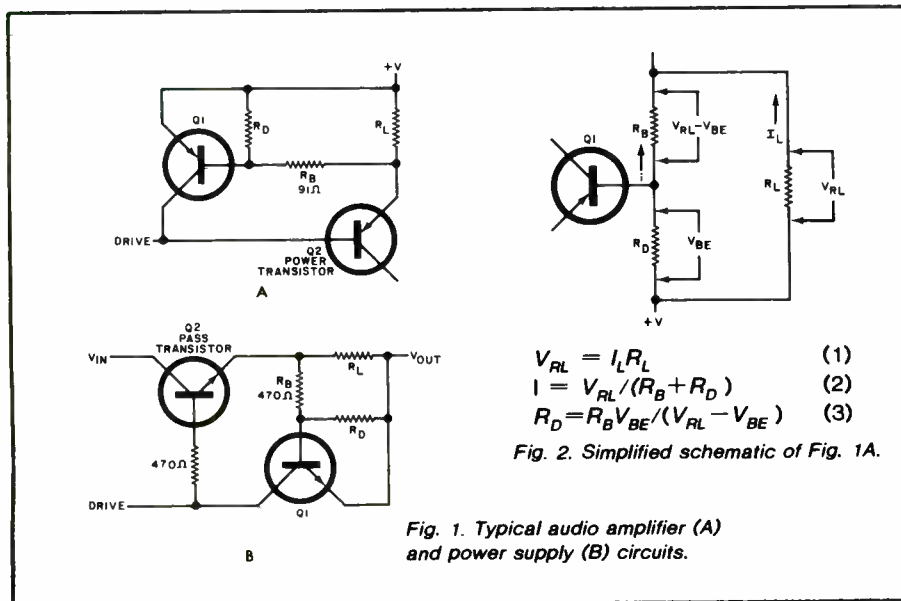 +V
Q1
R_D
R_L
R_B
91Ω
DRIVE
Q2
POWER
TRANSISTOR
A
Q2
PASS
TRANSISTOR
V_IN
V_OUT
R_L
R_B
470Ω
R_D
470Ω
DRIVE
Q1
B
Q1
R_B
V_RL-V_BE
I_L
i
R_L
V_RL
R_D
V_BE
+V
V_RL = I_L R_L (1)
I = V_RL/(R_B+R_D) (2)
R_D=R_B V_BE/(V_RL-V_BE) (3)
Fig. 2. Simplified schematic of Fig. 1A.
Fig. 1. Typical audio amplifier (A)
and power supply (B) circuits.